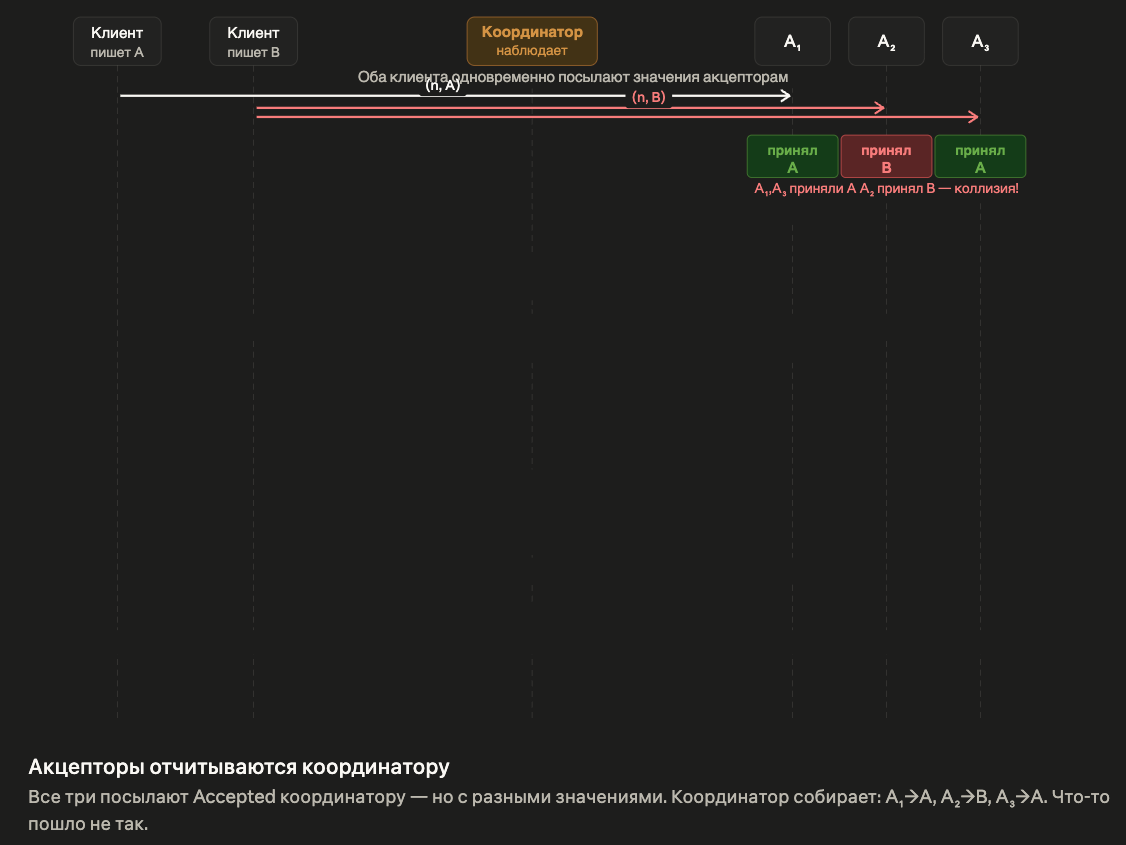 Клиент
пишет A
Клиент
пишет B
Координатор
наблюдает
A₁
A₂
A₃
Оба клиента одновременно посылают значения акцепторам
(n, A)
(n, B)
принял
A
принял
B
принял
A
A₁,A₃ приняли A A₂ принял B — коллизия!
Акцепторы отчитываются координатору
Все три посылают Accepted координатору — но с разными значениями. Координатор собирает: A₁→A, A₂→B, A₃→A. Что-то
пошло не так.